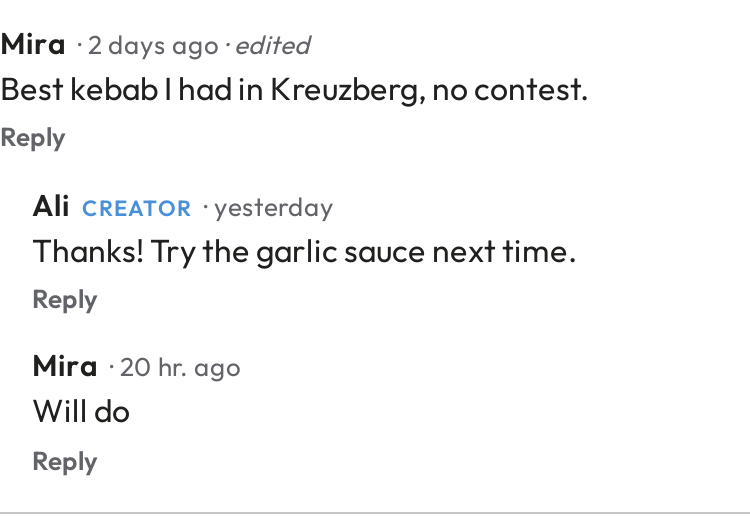 Mira · 2 days ago · edited
Best kebab I had in Kreuzberg, no contest.
Reply
Ali CREATOR · yesterday
Thanks! Try the garlic sauce next time.
Reply
Mira · 20 hr. ago
Will do
Reply